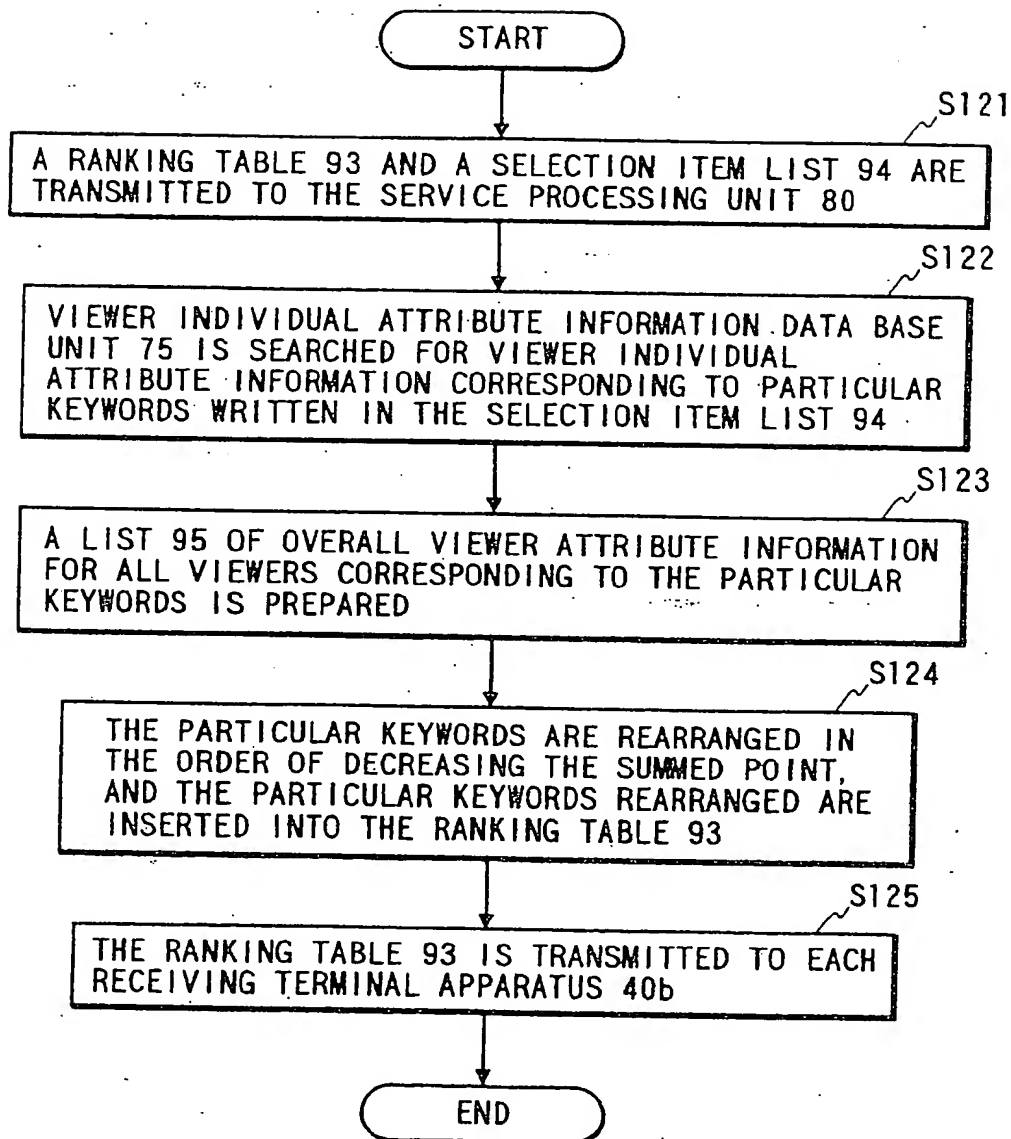 START
S121
A RANKING TABLE 93 AND A SELECTION ITEM LIST 94 ARE
TRANSMITTED TO THE SERVICE PROCESSING UNIT 80
S122
VIEWER INDIVIDUAL ATTRIBUTE INFORMATION DATA BASE
UNIT 75 IS SEARCHED FOR VIEWER INDIVIDUAL
ATTRIBUTE INFORMATION CORRESPONDING TO PARTICULAR
KEYWORDS WRITTEN IN THE SELECTION ITEM LIST 94
S123
A LIST 95 OF OVERALL VIEWER ATTRIBUTE INFORMATION
FOR ALL VIEWERS CORRESPONDING TO THE PARTICULAR
KEYWORDS IS PREPARED
S124
THE PARTICULAR KEYWORDS ARE REARRANGED IN
THE ORDER OF DECREASING THE SUMMED POINT,
AND THE PARTICULAR KEYWORDS REARRANGED ARE
INSERTED INTO THE RANKING TABLE 93
S125
THE RANKING TABLE 93 IS TRANSMITTED TO EACH
RECEIVING TERMINAL APPARATUS 40b
END